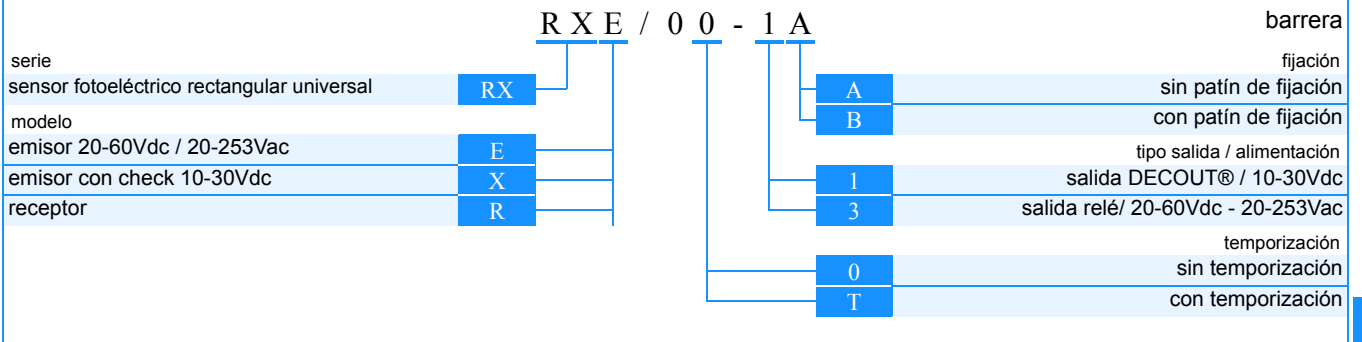 RXE/00-1A
barrera
serie
sensor fotoeléctrico rectangular universal RX
modelo
emisor 20-60Vdc / 20-253Vac E
emisor con check 10-30Vdc X
receptor R
fijación
A sin patín de fijación
B con patín de fijación
tipo salida / alimentación
1 salida DECOUT® / 10-30Vdc
3 salida relé/ 20-60Vdc - 20-253Vac
temporización
0 sin temporización
T con temporización